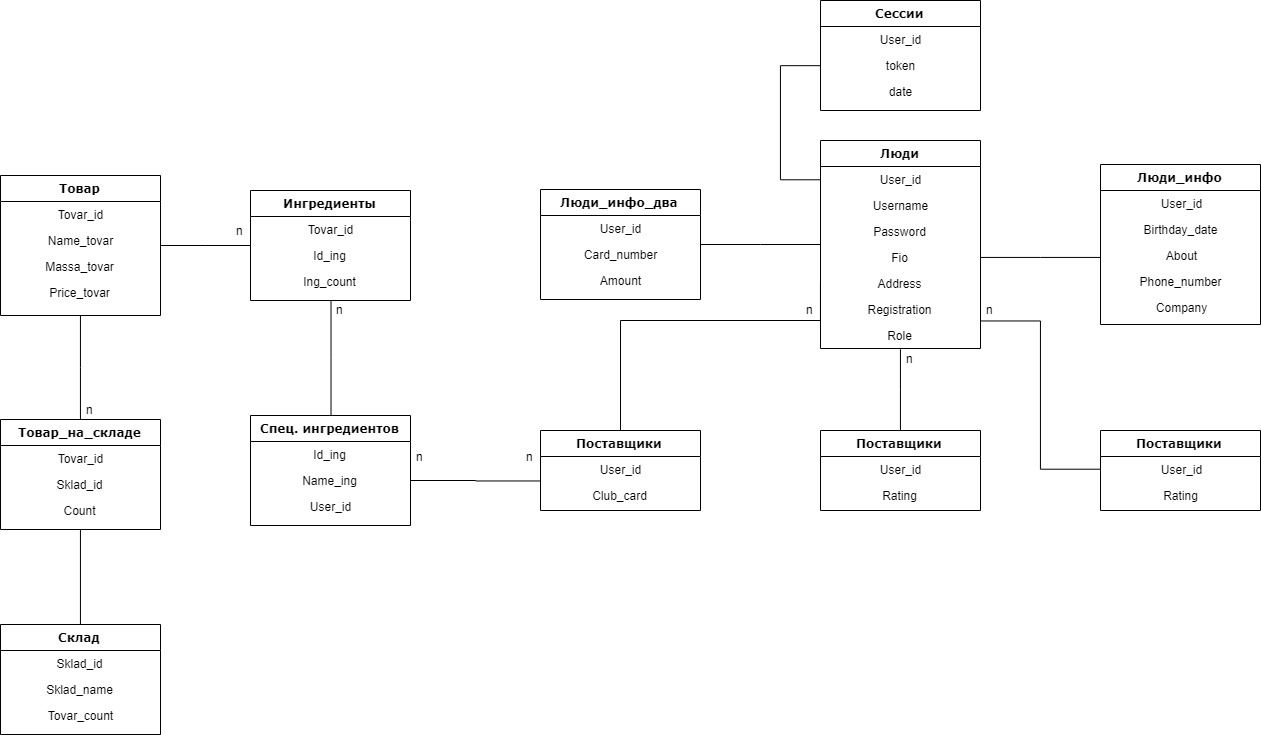 Сессии
User_id
token
date
Люди
User_id
Username
Password
Fio
Address
Registration
Role
Товар
Tovar_id
Name_tovar
Massa_tovar
Price_tovar
n
Ингредиенты
Tovar_id
Id_ing
Ing_count
n
Люди_инфо_два
User_id
Card_number
Amount
Люди_инфо
User_id
Birthday_date
About
Phone_number
Company
n
n
n
n
Товар_на_складе
Tovar_id
Sklad_id
Count
Спец. ингредиентов
Id_ing
Name_ing
User_id
n
n
Поставщики
User_id
Club_card
Поставщики
User_id
Rating
Поставщики
User_id
Rating
Склад
Sklad_id
Sklad_name
Tovar_count